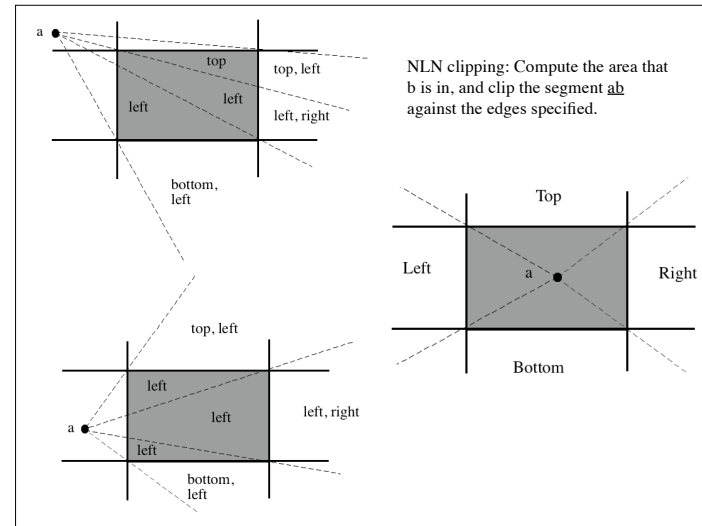 a
top
top, left
left
left
left, right
bottom,
left
NLN clipping: Compute the area that
b is in, and clip the segment ab
against the edges specified.
Top
Left
a
Right
Bottom
top, left
left
left
left, right
a
left
bottom,
left